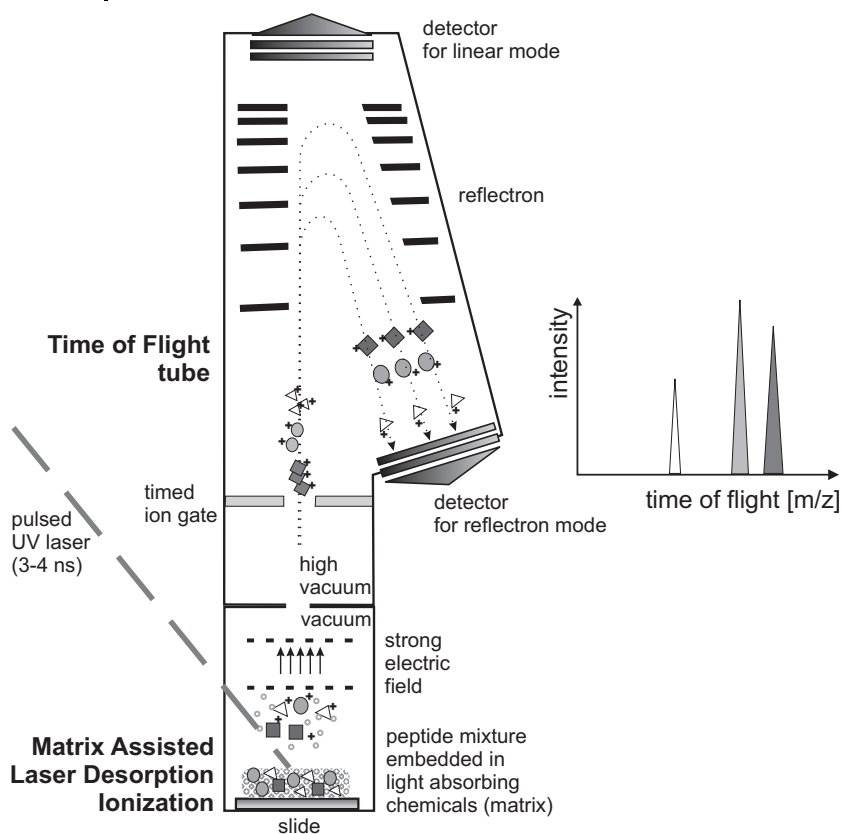 detector
for linear mode
reflectron
Time of Flight
tube
intensity
time of flight [m/z]
timed
ion gate
detector
for reflectron mode
pulsed
UV laser
(3-4 ns)
high
vacuum
vacuum
strong
electric
field
Matrix Assisted
Laser Desorption
Ionization
peptide mixture
embedded in
light absorbing
chemicals (matrix)
slide